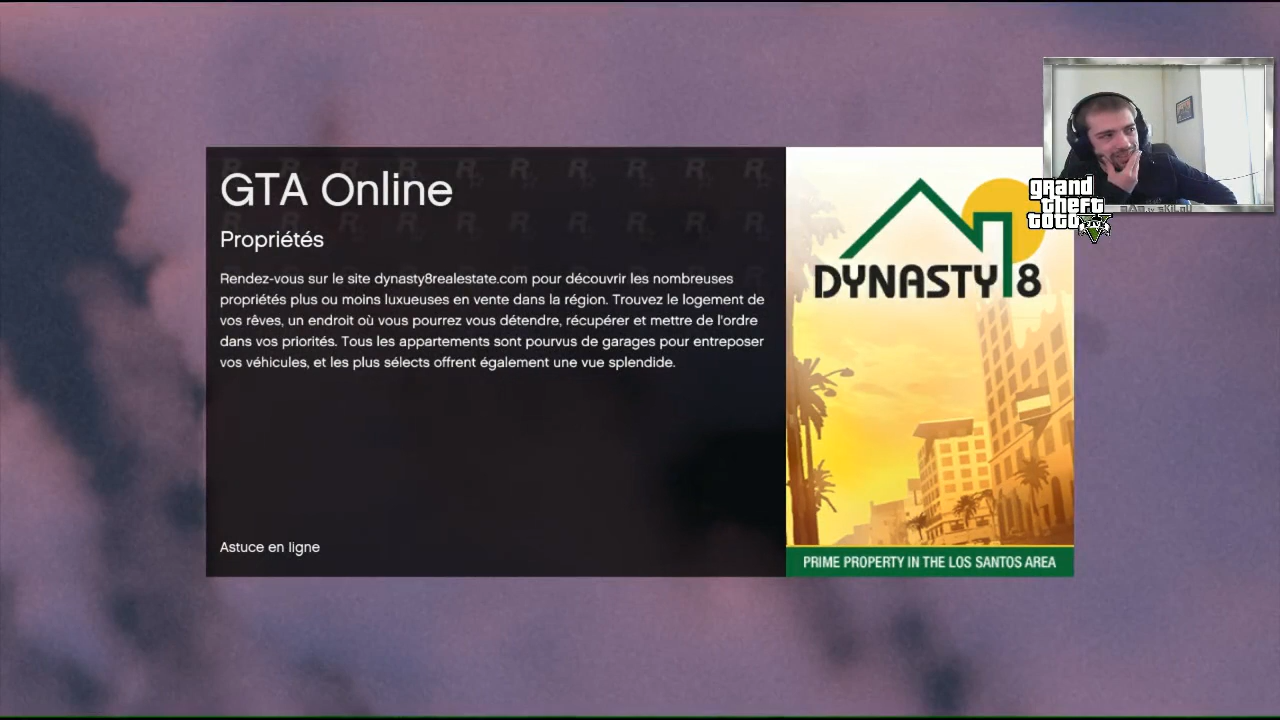 GTA Online
Propriétés
Rendez-vous sur le site dynasty8realestate.com pour découvrir les nombreuses
propriétés plus ou moins luxueuses en vente dans la région. Trouvez le logement de
vos rêves, un endroit où vous pourrez vous détendre, récupérer et mettre de l'ordre
dans vos priorités. Tous les appartements sont pourvus de garages pour entreposer
vos véhicules, et les plus sélects offrent également une vue splendide.
Astuce en ligne
DYNASTY 8
PRIME PROPERTY IN THE LOS SANTOS AREA
grand
theft
toto
V